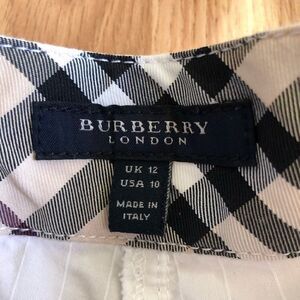 BURBERRY
LONDON
UK 12
USA 10
MADE IN
ITALY